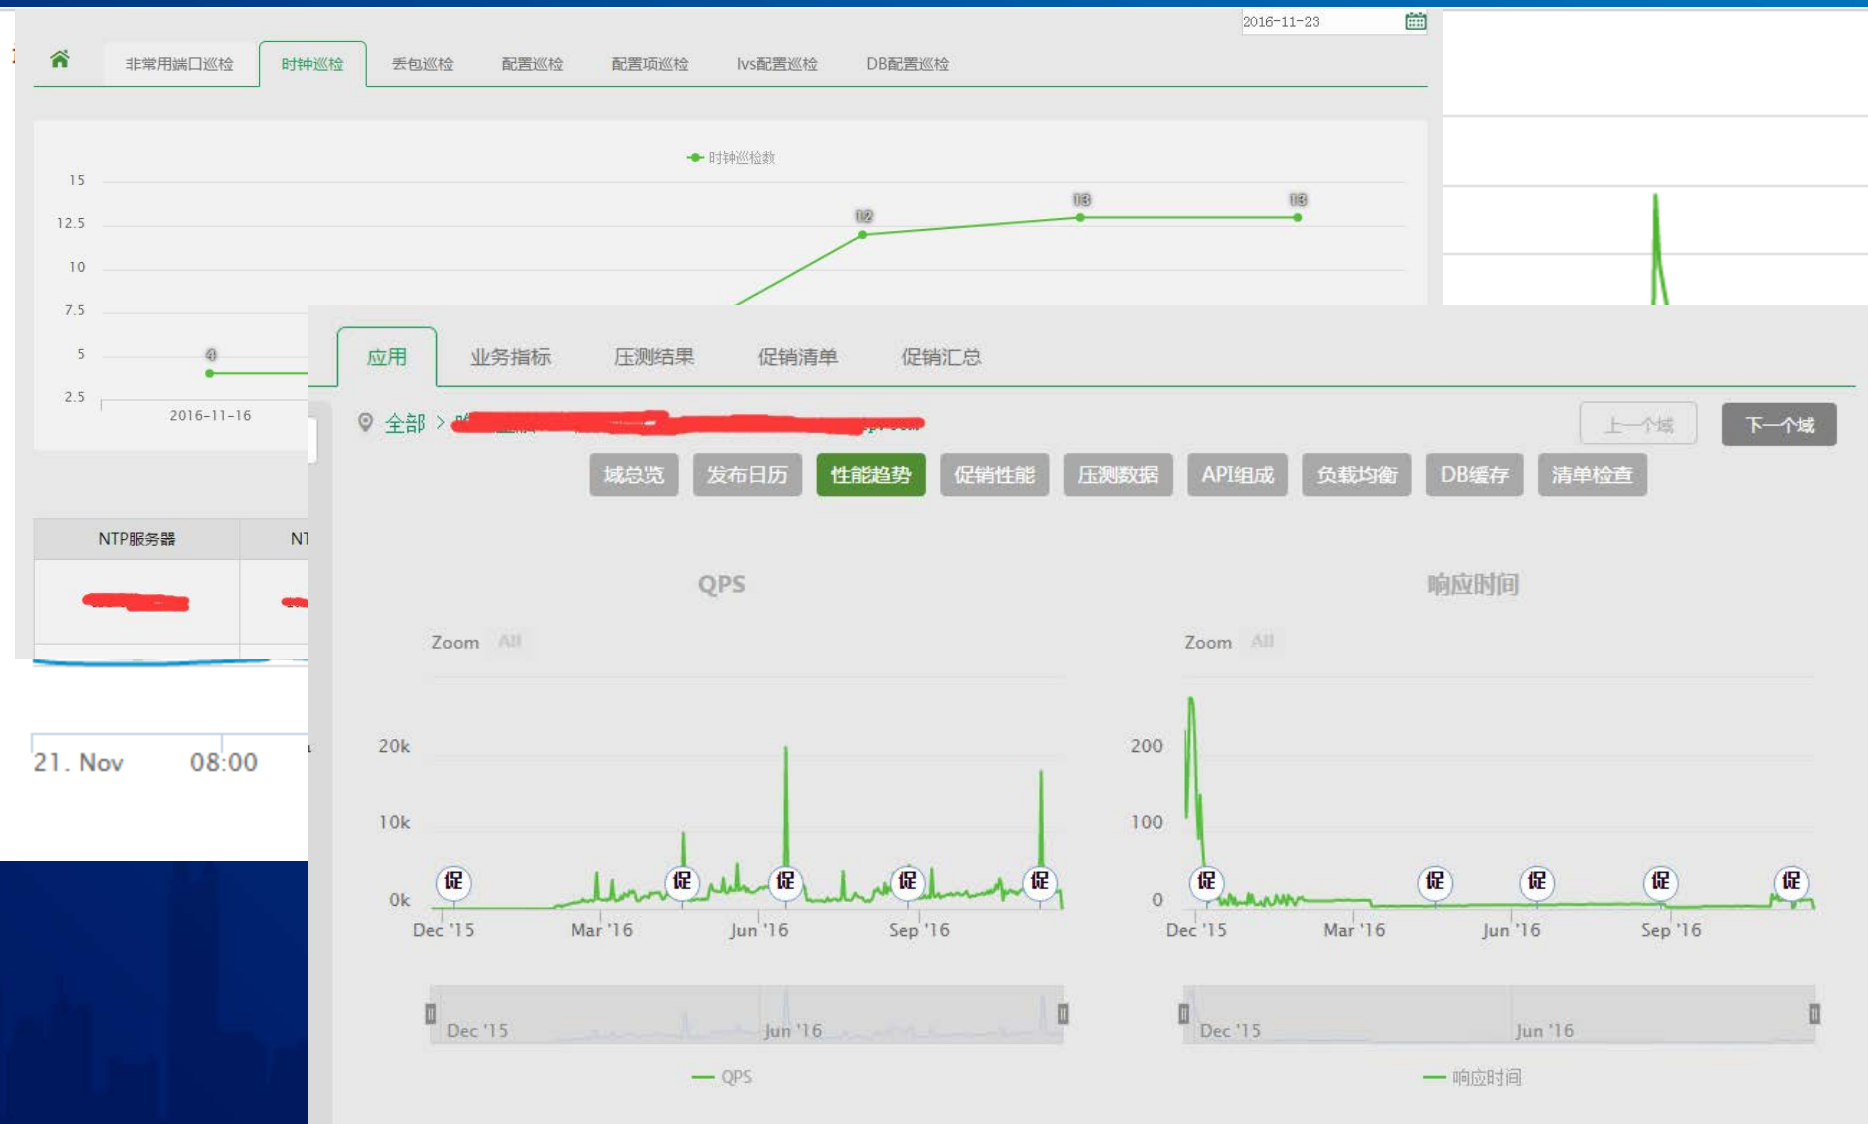 2016-11-23
非常用端口巡检 时钟巡检 丢包巡检 配置巡检 配置项巡检 lvs配置巡检 DB配置巡检
时钟巡检数
15
12.5
10
7.5
5
2.5
4
12
13
13
2016-11-16
NTP服务器
21. Nov 08:00
应用 业务指标 压测结果 促销清单 促销汇总
全部 >
上一个域 下一个域
域总览 发布日历 性能趋势 促销性能 压测数据 API组成 负载均衡 DB缓存 清单检查
QPS
Zoom All
20k
10k
0k
促 促 促 促 促
Dec '15 Mar '16 Jun '16 Sep '16
Dec '15 Jun '16
QPS
响应时间
Zoom All
200
100
0
促 促 促 促 促
Dec '15 Mar '16 Jun '16 Sep '16
Dec '15 Jun '16
响应时间